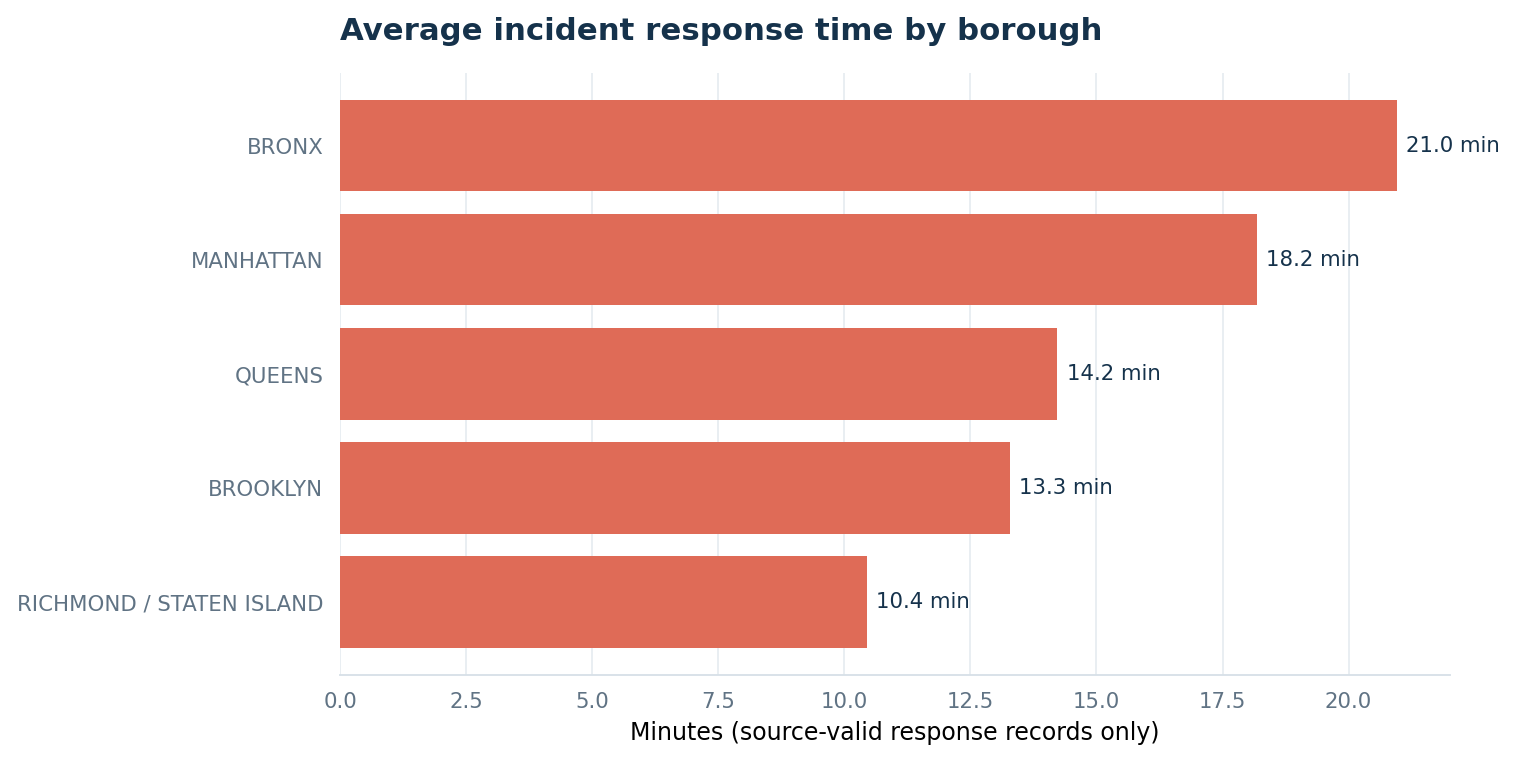 Average incident response time by borough
BRONX
21.0 min
MANHATTAN
18.2 min
QUEENS
14.2 min
BROOKLYN
13.3 min
RICHMOND / STATEN ISLAND
10.4 min
0.0 2.5 5.0 7.5 10.0 12.5 15.0 17.5 20.0
Minutes (source-valid response records only)